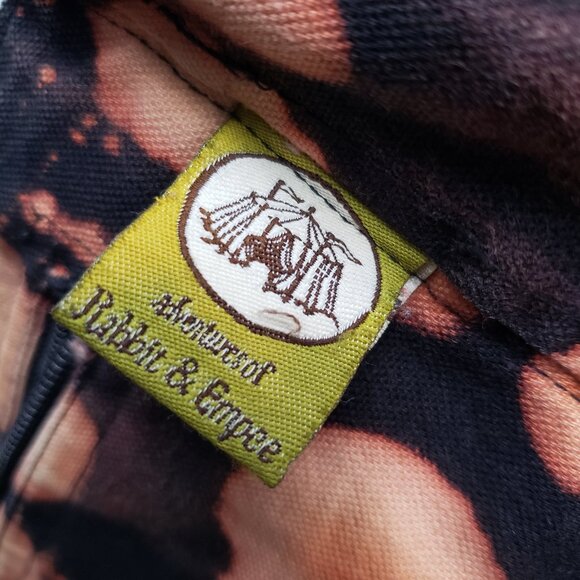 adventures of
Rabbit & Empee